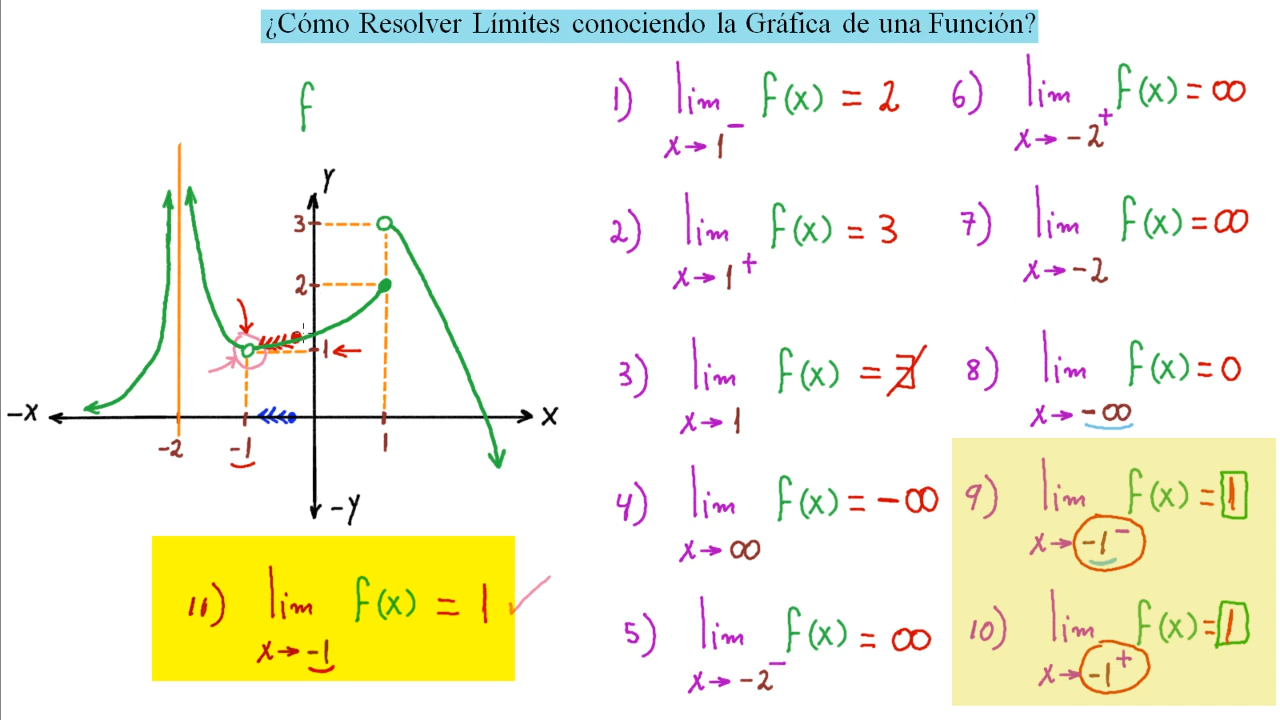 ¿Cómo Resolver Límites conociendo la Gráfica de una Función?
f
y
3
2
1
-x
x
-2
-1
1
-y
11) lim f(x) = 1 ✓
x→-1
1) lim f(x) = 2
x→1⁻
2) lim f(x) = 3
x→1⁺
3) lim f(x) = ∄
x→1
4) lim f(x) = -∞
x→∞
5) lim f(x) = ∞
x→-2⁻
6) lim f(x) = ∞
x→-2⁺
7) lim f(x) = ∞
x→-2
8) lim f(x) = 0
x→-∞
9) lim f(x) = 1
x→-1⁻
10) lim f(x) = 1
x→-1⁺